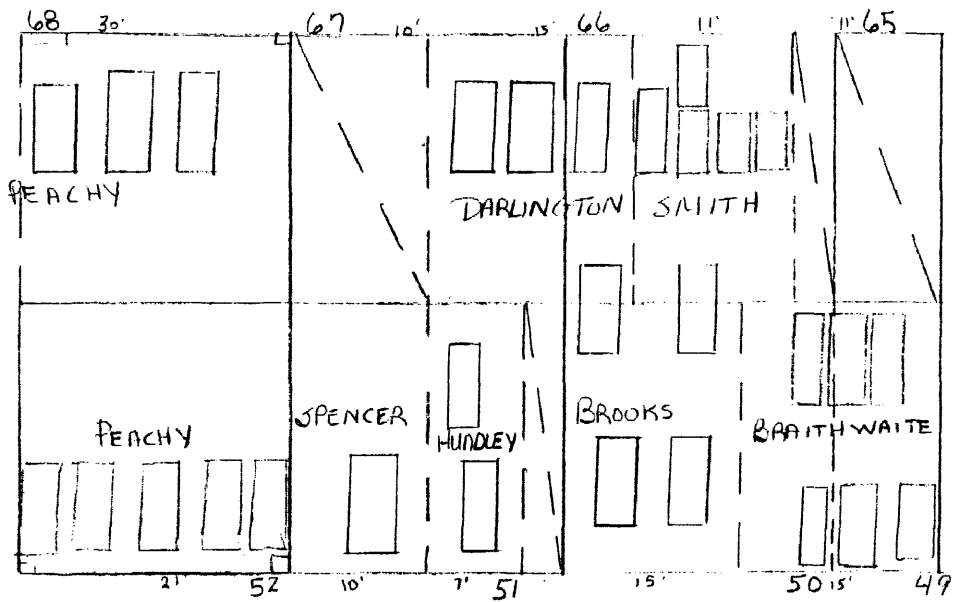 68 30' 67 10' 15' 66 11' 11' 65
PEACHY DARLINGTON SMITH
PEACHY SPENCER HUNDLEY BROOKS BRAITHWAITE
21' 52 10' 7' 51 15' 50 15' 49